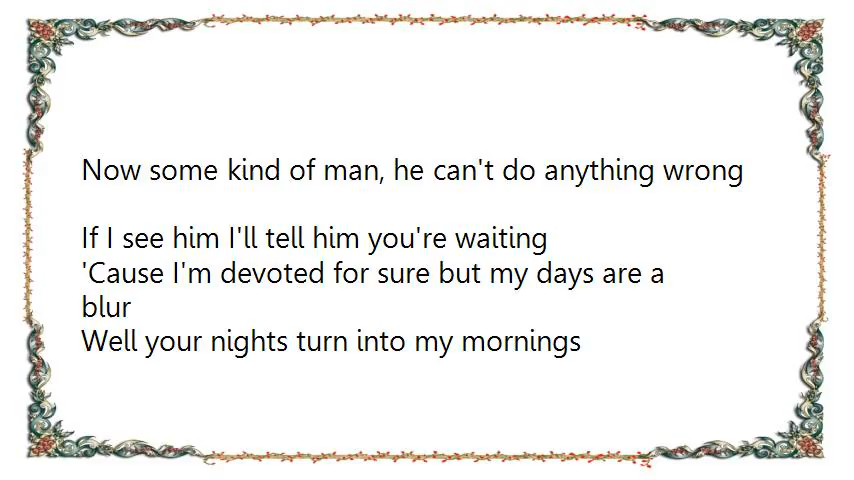 Now some kind of man, he can't do anything wrong
If I see him I'll tell him you're waiting
'Cause I'm devoted for sure but my days are a
blur
Well your nights turn into my mornings